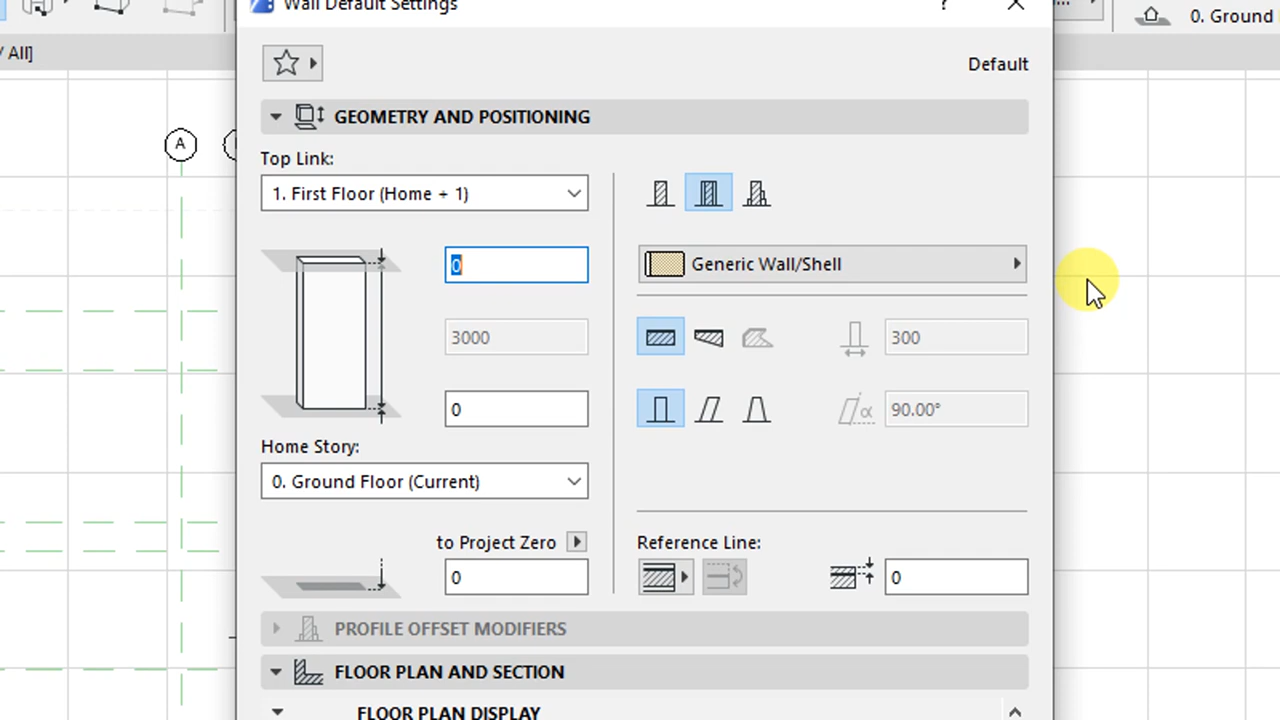 Wall Default Settings
?
0. Ground
All]
Default
GEOMETRY AND POSITIONING
A
Top Link:
1. First Floor (Home + 1)
0
Generic Wall/Shell
3000
300
0
α
90.00°
Home Story:
0. Ground Floor (Current)
to Project Zero
Reference Line:
0
0
PROFILE OFFSET MODIFIERS
FLOOR PLAN AND SECTION
FLOOR PLAN DISPLAY